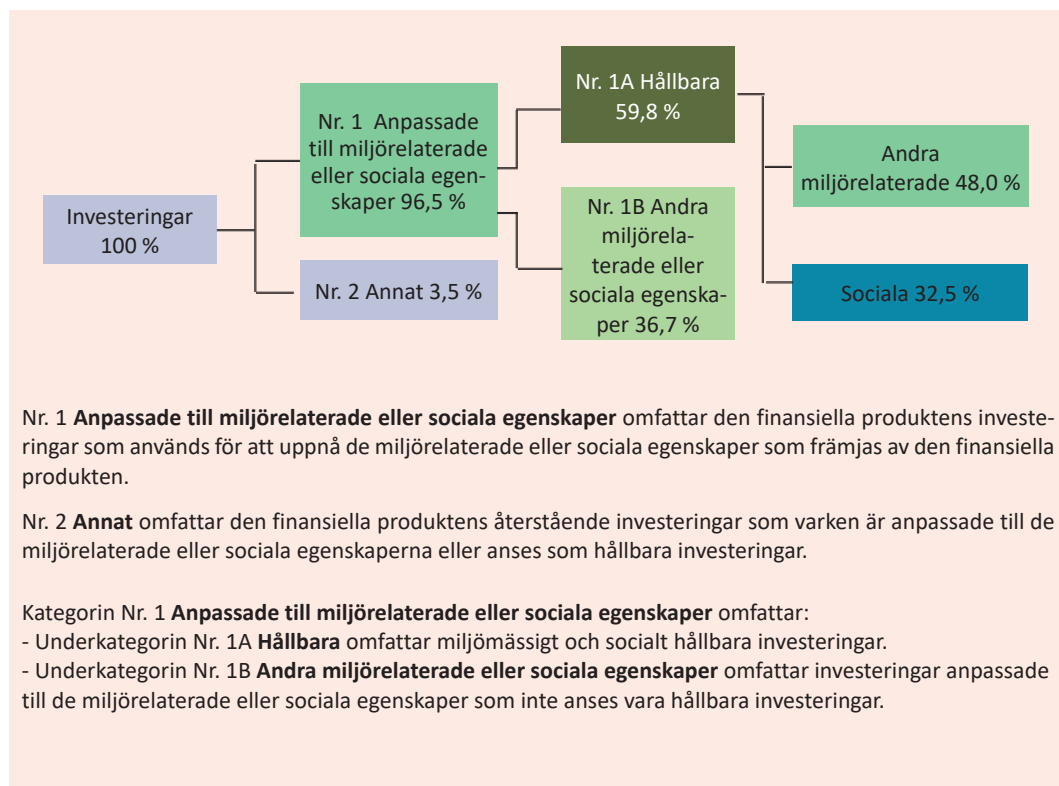 Investeringar
100 %
Nr. 1 Anpassade
till miljörelaterade
eller sociala egen-
skaper 96,5 %
Nr. 2 Annat 3,5 %
Nr. 1A Hållbara
59,8 %
Nr. 1B Andra
miljörela-
terade eller
sociala egenska-
per 36,7 %
Andra
miljörelaterade 48,0 %
Sociala 32,5 %
Nr. 1 Anpassade till miljörelaterade eller sociala egenskaper omfattar den finansiella produktens investe-
ringar som används för att uppnå de miljörelaterade eller sociala egenskaper som främjas av den finansiella
produkten.
Nr. 2 Annat omfattar den finansiella produktens återstående investeringar som varken är anpassade till de
miljörelaterade eller sociala egenskaperna eller anses som hållbara investeringar.
Kategorin Nr. 1 Anpassade till miljörelaterade eller sociala egenskaper omfattar:
- Underkategorin Nr. 1A Hållbara omfattar miljömässigt och socialt hållbara investeringar.
- Underkategorin Nr. 1B Andra miljörelaterade eller sociala egenskaper omfattar investeringar anpassade
till de miljörelaterade eller sociala egenskaper som inte anses vara hållbara investeringar.